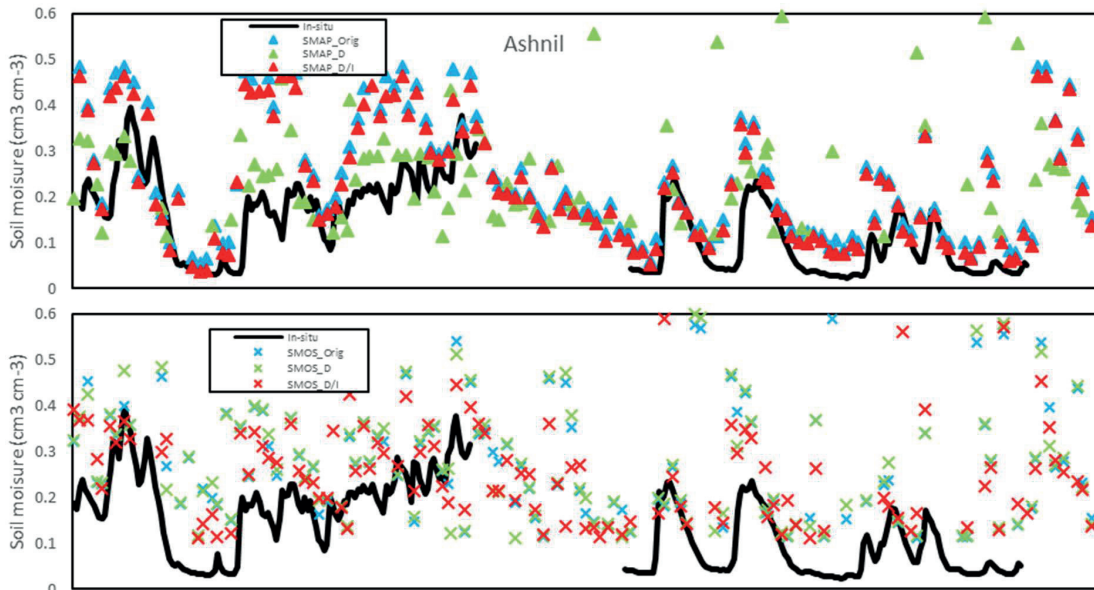 0.6
0.5
0.4
0.3
0.2
0.1
0
Soil moisure (cm3 cm-3)
In-situ
SMAP_Orig
SMAP_D
SMAP_D/I
Ashnil
0.6
0.5
0.4
0.3
0.2
0.1
0
Soil moisure (cm3 cm-3)
In-situ
SMOS_Orig
SMOS_D
SMOS_D/I